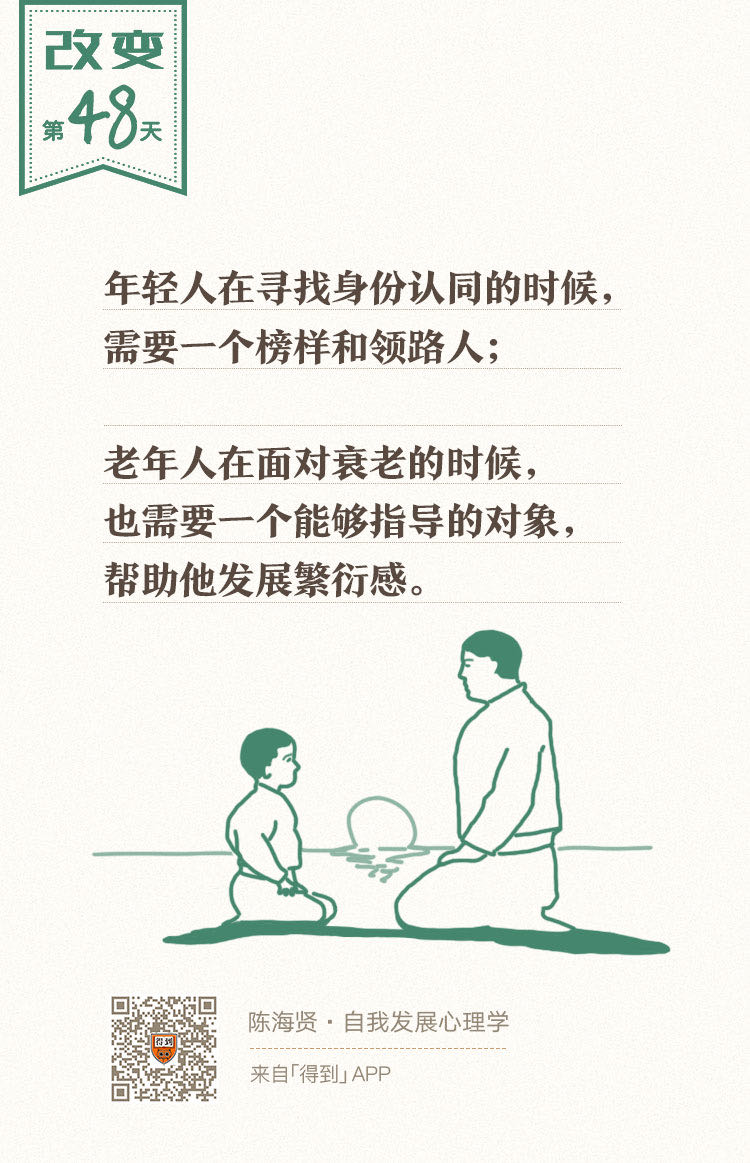 改变
第48天
年轻人在寻找身份认同的时候，
需要一个榜样和领路人；
老年人在面对衰老的时候，
也需要一个能够指导的对象，
帮助他发展繁衍感。
得到
陈海贤·自我发展心理学
来自「得到」APP